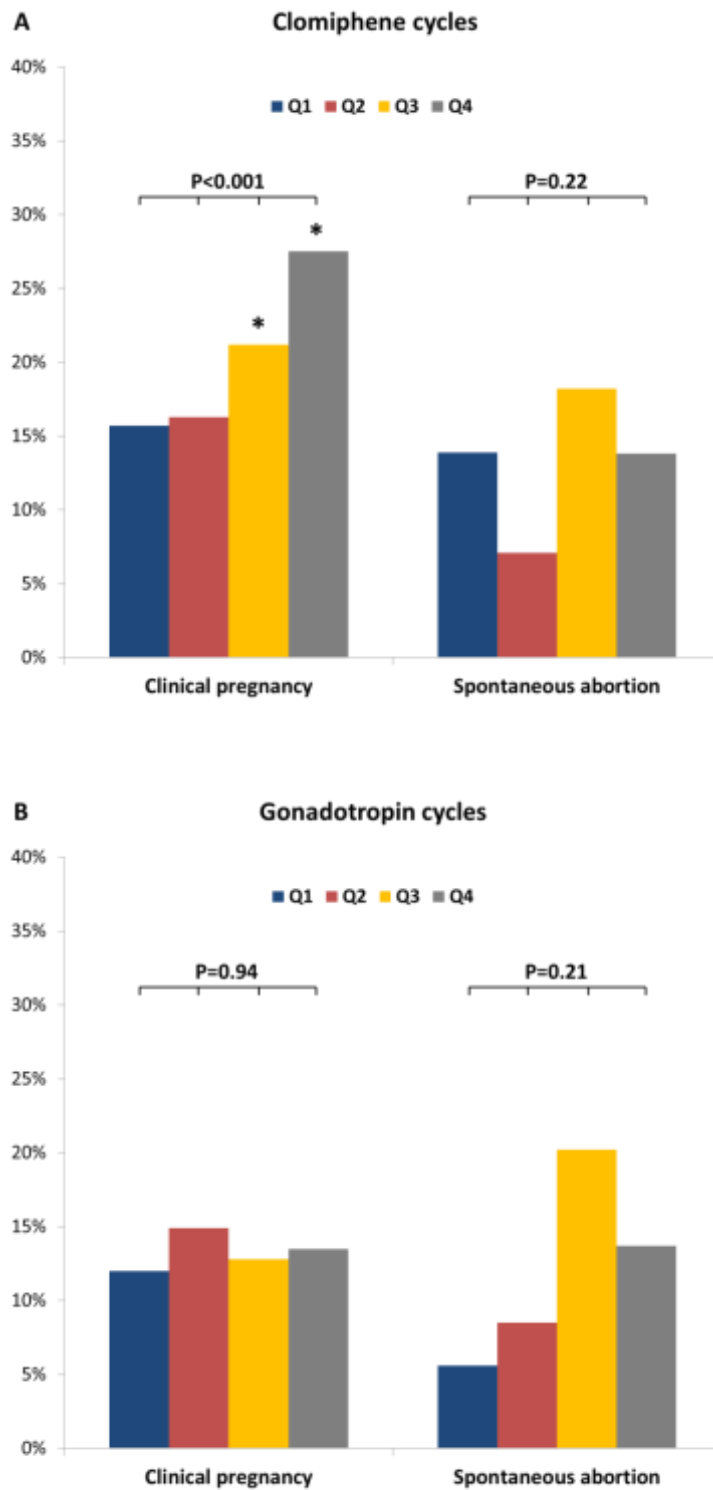 A Clomiphene cycles
40%
Q1 Q2 Q3 Q4
35%
P<0.001 P=0.22
30%
*
25%
*
20%
15%
10%
5%
0%
Clinical pregnancy Spontaneous abortion
B Gonadotropin cycles
40%
Q1 Q2 Q3 Q4
35%
P=0.94 P=0.21
30%
25%
20%
15%
10%
5%
0%
Clinical pregnancy Spontaneous abortion